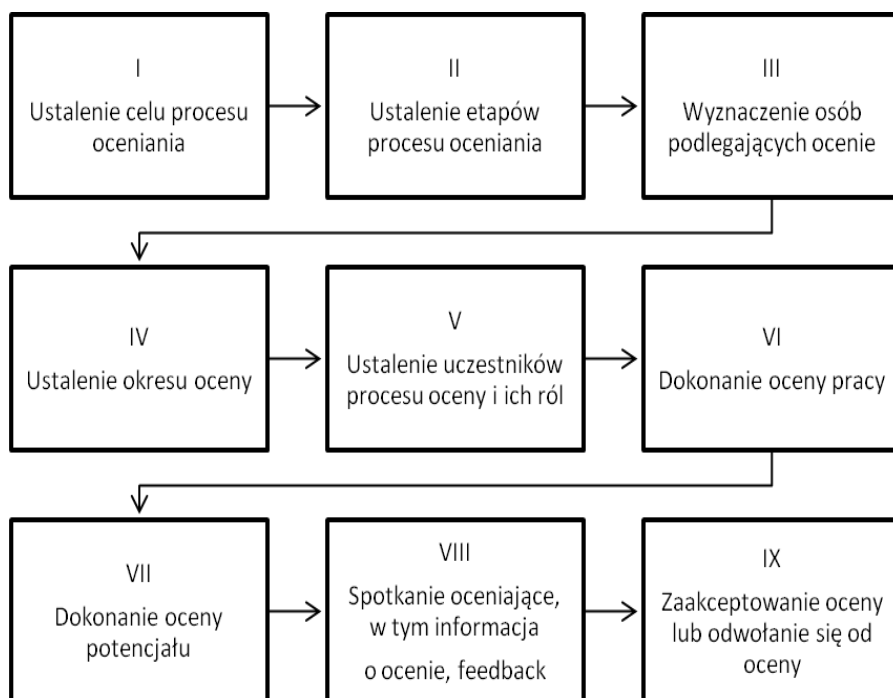 I
Ustalenie celu procesu
oceniania
II
Ustalenie etapów
procesu oceniania
III
Wyznaczenie osób
podlegających ocenie
IV
Ustalenie okresu oceny
V
Ustalenie uczestników
procesu oceny i ich ról
VI
Dokonanie oceny pracy
VII
Dokonanie oceny
potencjału
VIII
Spotkanie oceniające,
w tym informacja
o ocenie, feedback
IX
Zaakceptowanie oceny
lub odwołanie się od
oceny